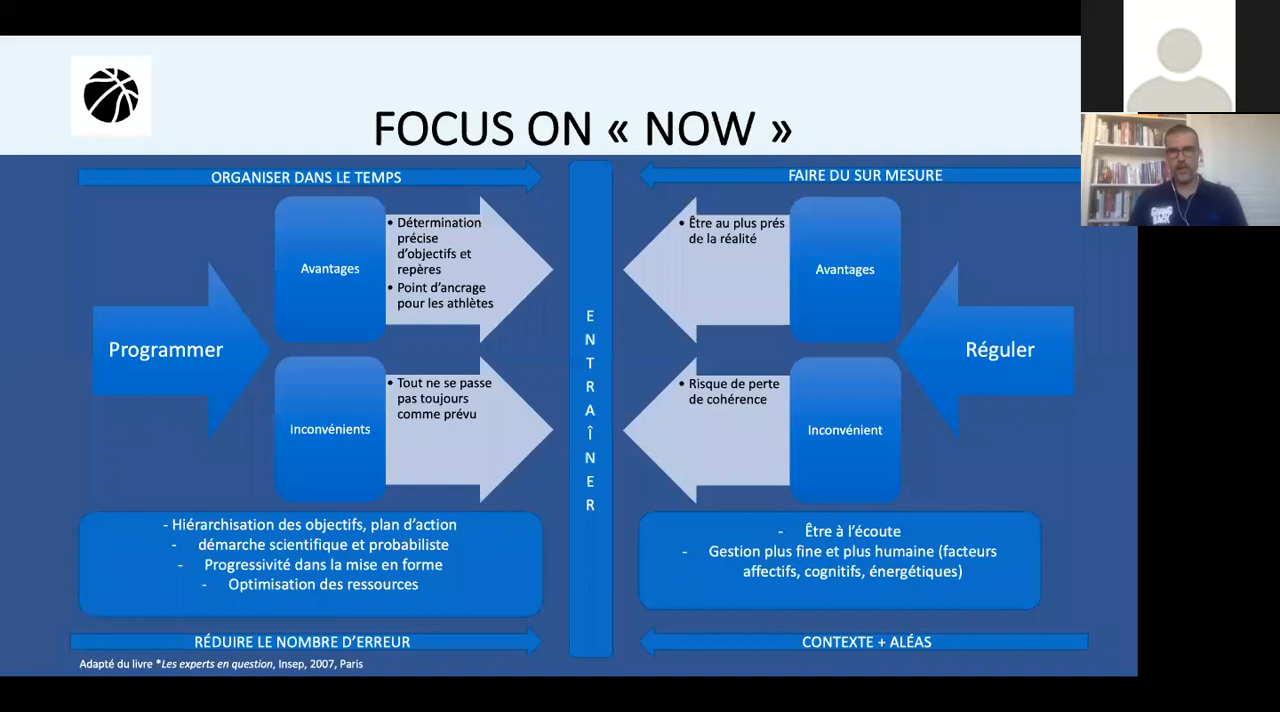 FOCUS ON « NOW »
ORGANISER DANS LE TEMPS
Programmer
Avantages
• Détermination
précise
d’objectifs et
repères
• Point d’ancrage
pour les athlètes
Inconvénients
• Tout ne se passe
pas toujours
comme prévu
- Hiérarchisation des objectifs, plan d’action
- démarche scientifique et probabiliste
- Progressivité dans la mise en forme
- Optimisation des ressources
RÉDUIRE LE NOMBRE D’ERREUR
E
N
T
R
A
Î
N
E
R
FAIRE DU SUR MESURE
• Être au plus prés
de la réalité
Avantages
Réguler
• Risque de perte
de cohérence
Inconvénient
- Être à l’écoute
- Gestion plus fine et plus humaine (facteurs
affectifs, cognitifs, énergétiques)
CONTEXTE + ALÉAS
Adapté du livre *Les experts en question, Insep, 2007, Paris